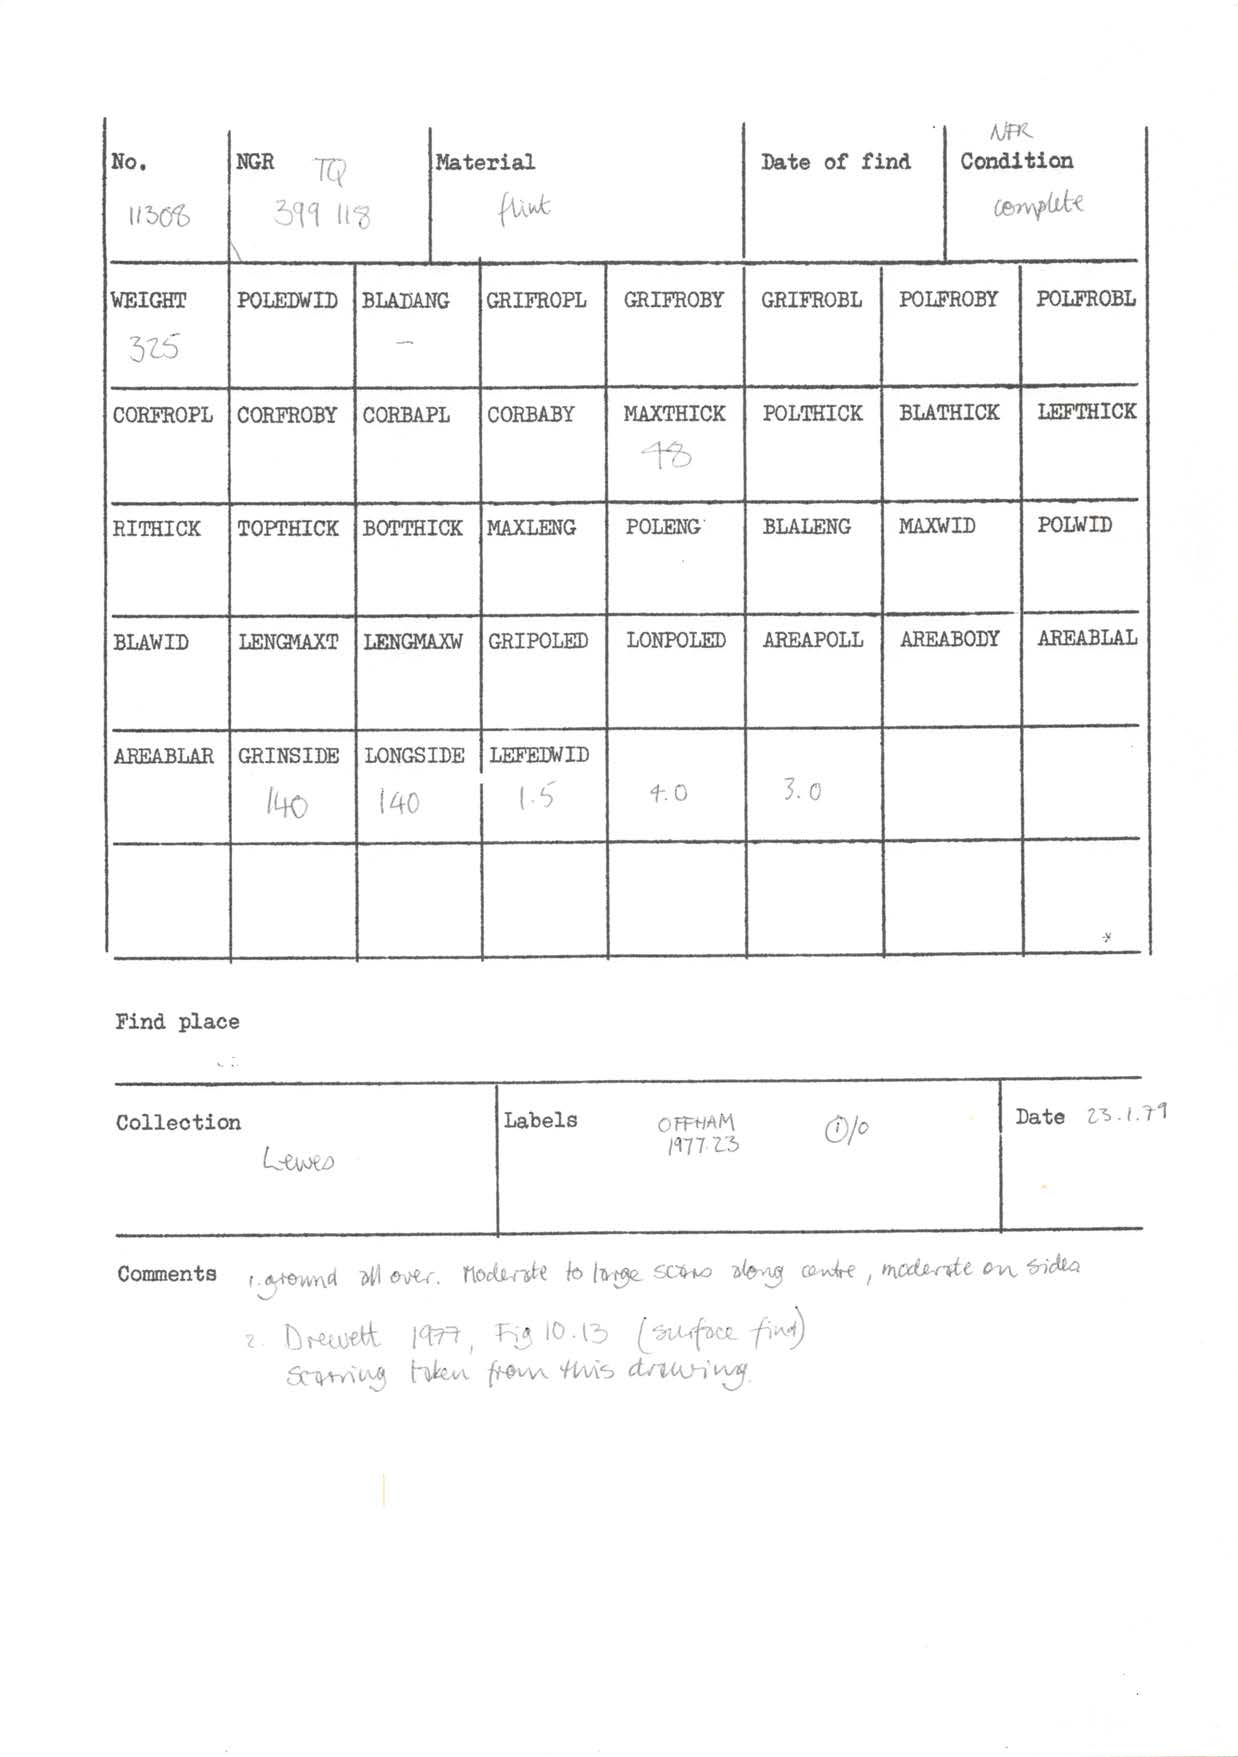 NFR
No. NGR TQ Material Date of find Condition
11308 399 118 flint complete
WEIGHT POLEDWID BLADANG GRIFROPL GRIFROBY GRIFROBL POLFROBY POLFROBL
325 -
CORFROPL CORFROBY CORBAPL CORBABY MAXTHICK POLTHICK BLATHICK LEFTHICK
48
RITHICK TOPTHICK BOTTHICK MAXLENG POLENG BLALENG MAXWID POLWID
BLAWID LENGMAXT LENGMAXW GRIPOLED LONPOLED AREAPOLL AREABODY AREABLAL
AREABLAR GRINSIDE LONGSIDE LEFEDWID
140 140 1.5 4.0 3.0
Find place
Collection Labels OFFHAM Date 23.1.79
Lewes 1977.23
Comments 1. ground all over. Moderate to large scars along centre, moderate on sides
2. Drewett 1977, Fig 10.13 (surface find)
scarring taken from this drawing.